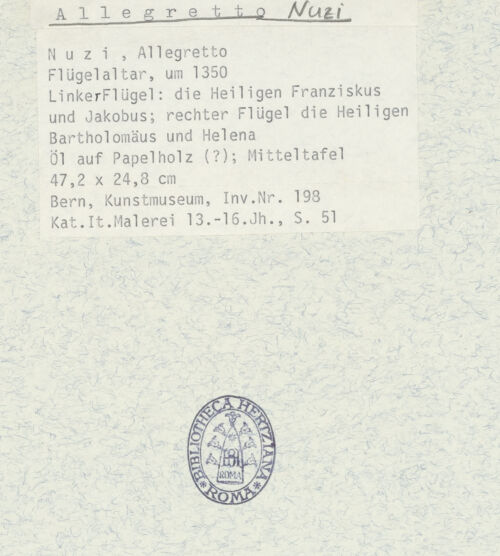 Allegretto Nuzi
Nuzi, Allegretto
Flügelaltar, um 1350
LinkerFlügel: die Heiligen Franziskus
und Jakobus; rechter Flügel die Heiligen
Bartholomäus und Helena
Öl auf Papelholz (?); Mitteltafel
47,2 x 24,8 cm
Bern, Kunstmuseum, Inv.Nr. 198
Kat.It.Malerei 13.-16.Jh., S. 51
BIBLIOTHECA HERTZIANA
ROMA
* ROMA *